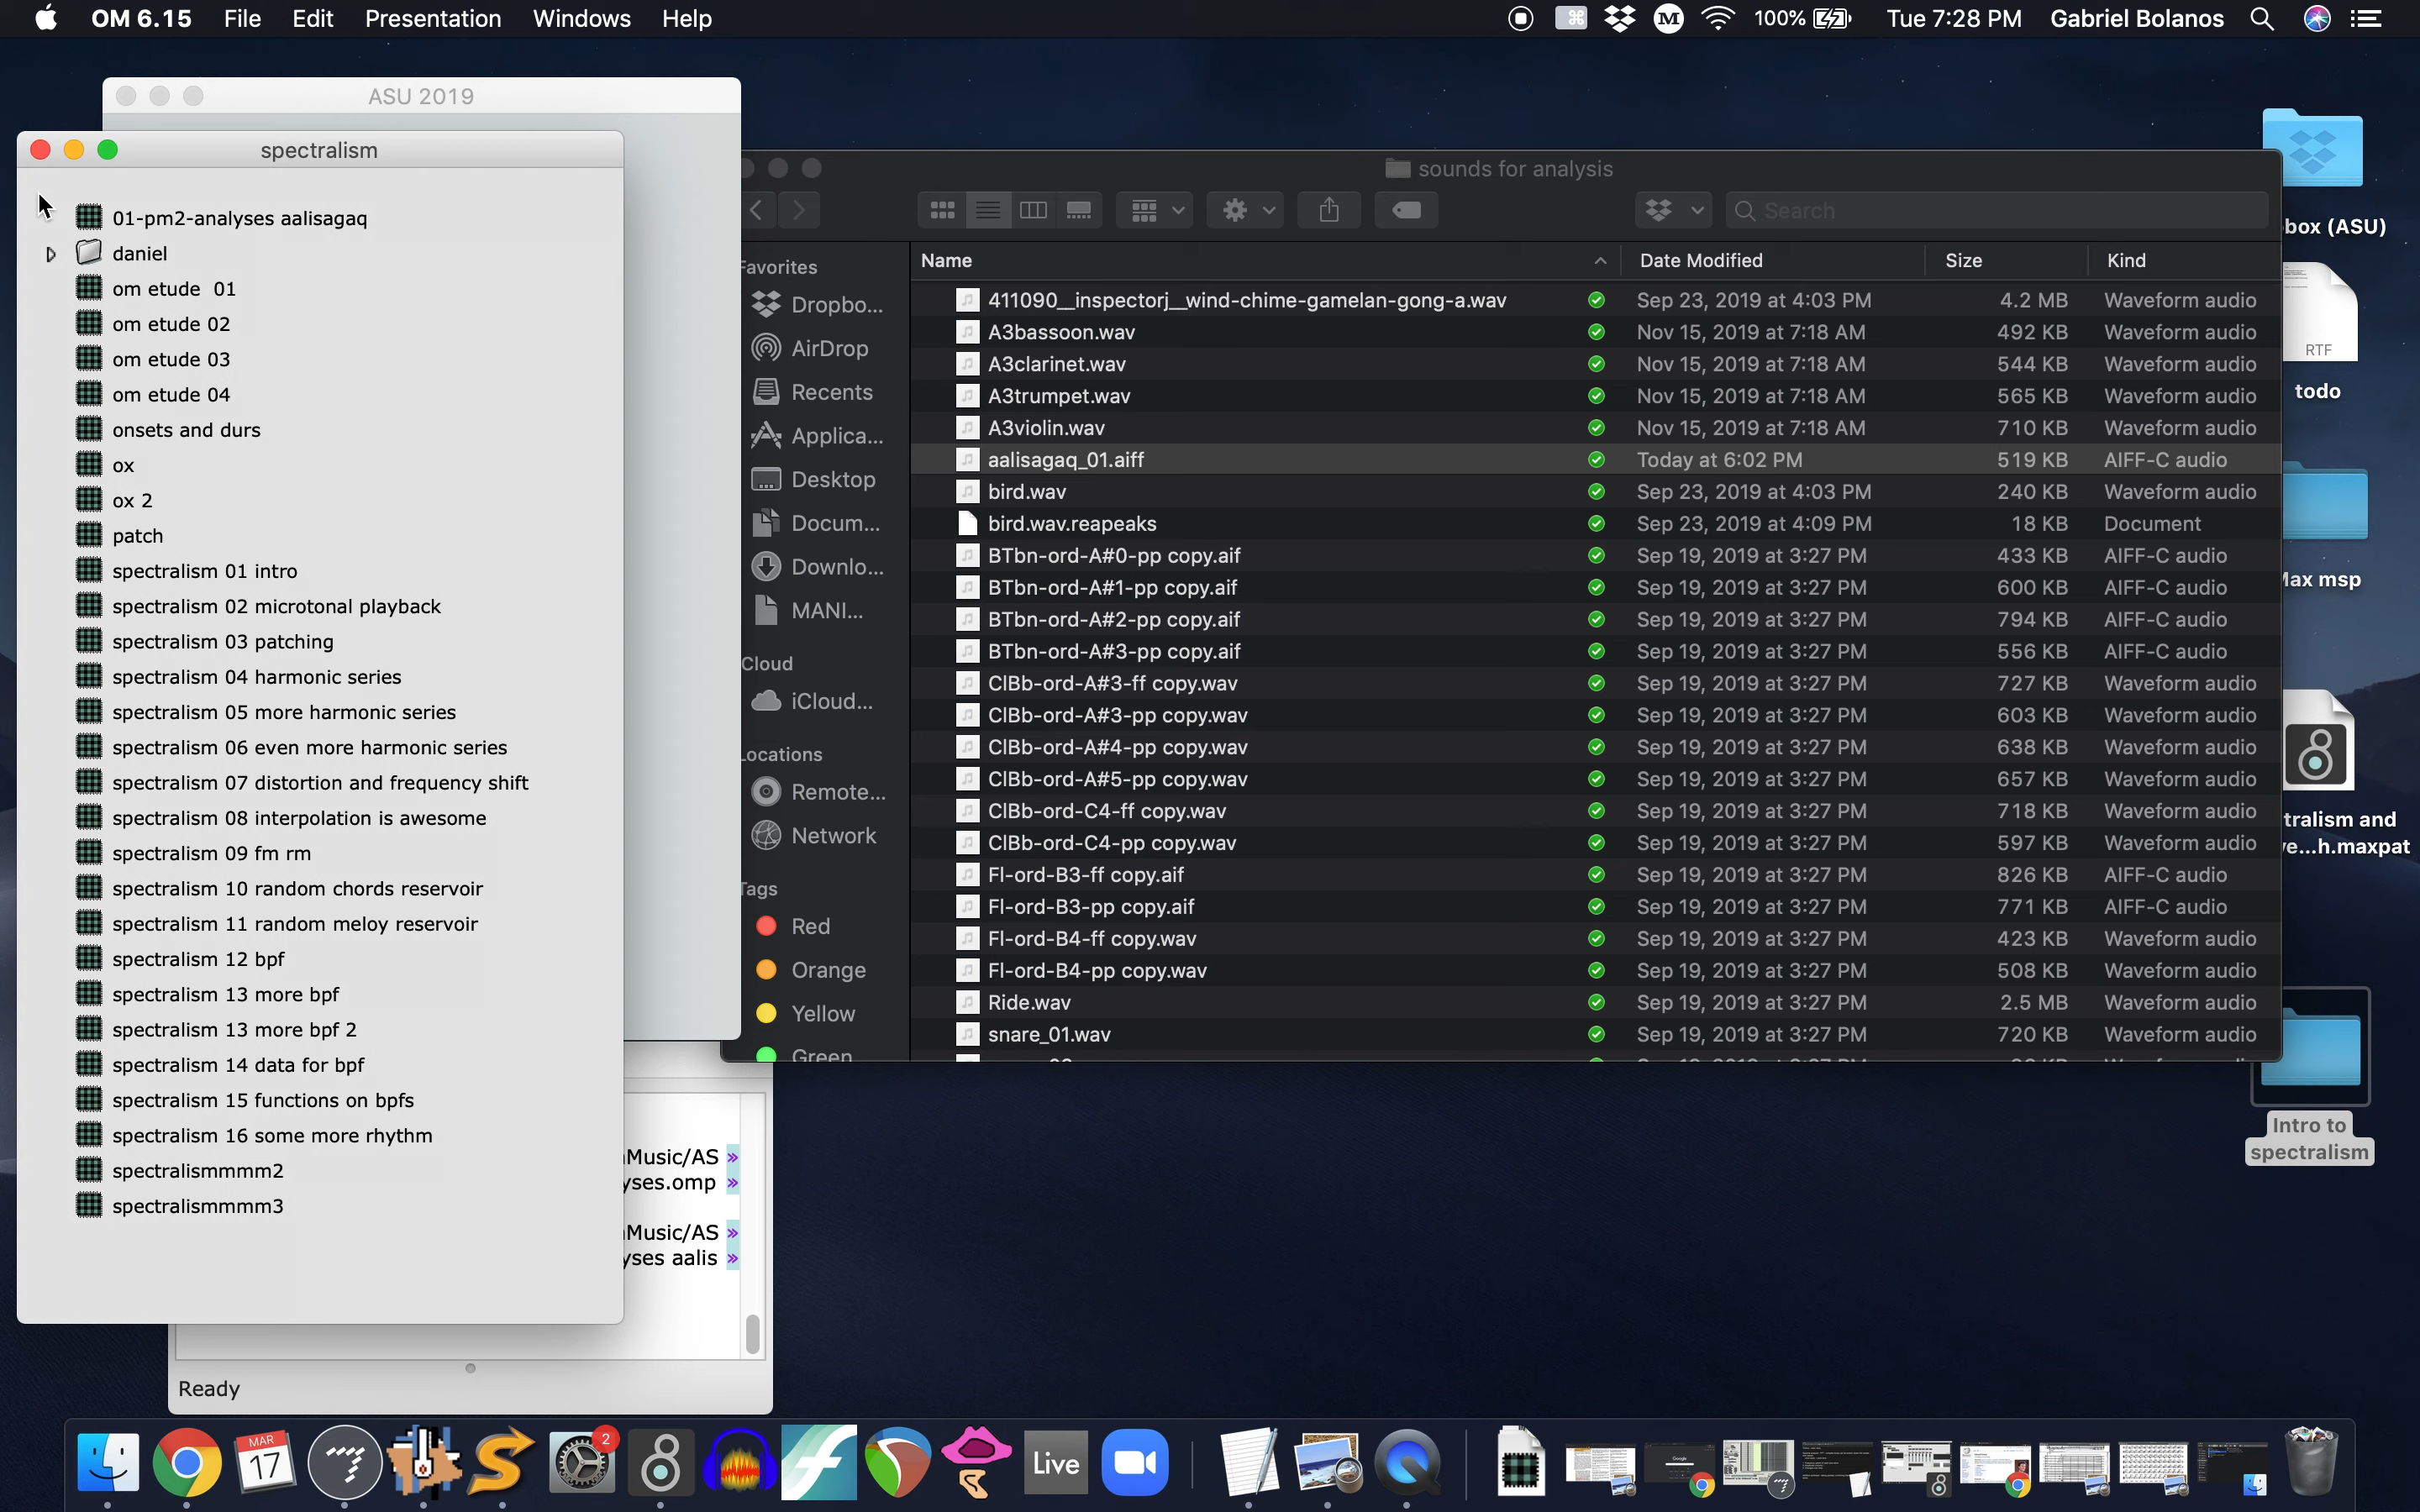 OM 6.15 File Edit Presentation Windows Help 100% Tue 7:28 PM Gabriel Bolanos
ASU 2019
spectralism
01-pm2-analyses aalisagaq
daniel
om etude  01
om etude 02
om etude 03
om etude 04
onsets and durs
ox
ox 2
patch
spectralism 01 intro
spectralism 02 microtonal playback
spectralism 03 patching
spectralism 04 harmonic series
spectralism 05 more harmonic series
spectralism 06 even more harmonic series
spectralism 07 distortion and frequency shift
spectralism 08 interpolation is awesome
spectralism 09 fm rm
spectralism 10 random chords reservoir
spectralism 11 random meloy reservoir
spectralism 12 bpf
spectralism 13 more bpf
spectralism 13 more bpf 2
spectralism 14 data for bpf
spectralism 15 functions on bpfs
spectralism 16 some more rhythm
spectralismmmm2
spectralismmmm3
Music/AS »
yses.omp »
Music/AS »
yses aalis »
Ready
sounds for analysis
Search
Favorites
Dropbo...
AirDrop
Recents
Applica...
Desktop
Docum...
Downlo...
MANI...
Cloud
iCloud...
Locations
Remote...
Network
Tags
Red
Orange
Yellow
Green
Name Date Modified Size Kind
411090__inspectorj__wind-chime-gamelan-gong-a.wav Sep 23, 2019 at 4:03 PM 4.2 MB Waveform audio
A3bassoon.wav Nov 15, 2019 at 7:18 AM 492 KB Waveform audio
A3clarinet.wav Nov 15, 2019 at 7:18 AM 544 KB Waveform audio
A3trumpet.wav Nov 15, 2019 at 7:18 AM 565 KB Waveform audio
A3violin.wav Nov 15, 2019 at 7:18 AM 710 KB Waveform audio
aalisagaq_01.aiff Today at 6:02 PM 519 KB AIFF-C audio
bird.wav Sep 23, 2019 at 4:03 PM 240 KB Waveform audio
bird.wav.reapeaks Sep 23, 2019 at 4:09 PM 18 KB Document
BTbn-ord-A#0-pp copy.aif Sep 19, 2019 at 3:27 PM 433 KB AIFF-C audio
BTbn-ord-A#1-pp copy.aif Sep 19, 2019 at 3:27 PM 600 KB AIFF-C audio
BTbn-ord-A#2-pp copy.aif Sep 19, 2019 at 3:27 PM 794 KB AIFF-C audio
BTbn-ord-A#3-pp copy.aif Sep 19, 2019 at 3:27 PM 556 KB AIFF-C audio
ClBb-ord-A#3-ff copy.wav Sep 19, 2019 at 3:27 PM 727 KB Waveform audio
ClBb-ord-A#3-pp copy.wav Sep 19, 2019 at 3:27 PM 603 KB Waveform audio
ClBb-ord-A#4-pp copy.wav Sep 19, 2019 at 3:27 PM 638 KB Waveform audio
ClBb-ord-A#5-pp copy.wav Sep 19, 2019 at 3:27 PM 657 KB Waveform audio
ClBb-ord-C4-ff copy.wav Sep 19, 2019 at 3:27 PM 718 KB Waveform audio
ClBb-ord-C4-pp copy.wav Sep 19, 2019 at 3:27 PM 597 KB Waveform audio
Fl-ord-B3-ff copy.aif Sep 19, 2019 at 3:27 PM 826 KB AIFF-C audio
Fl-ord-B3-pp copy.aif Sep 19, 2019 at 3:27 PM 771 KB AIFF-C audio
Fl-ord-B4-ff copy.wav Sep 19, 2019 at 3:27 PM 423 KB Waveform audio
Fl-ord-B4-pp copy.wav Sep 19, 2019 at 3:27 PM 508 KB Waveform audio
Ride.wav Sep 19, 2019 at 3:27 PM 2.5 MB Waveform audio
snare_01.wav Sep 19, 2019 at 3:27 PM 720 KB Waveform audio
box (ASU)
RTF
todo
Max msp
tralism and
ve...h.maxpat
Intro to
spectralism
MAR
17
2
Live